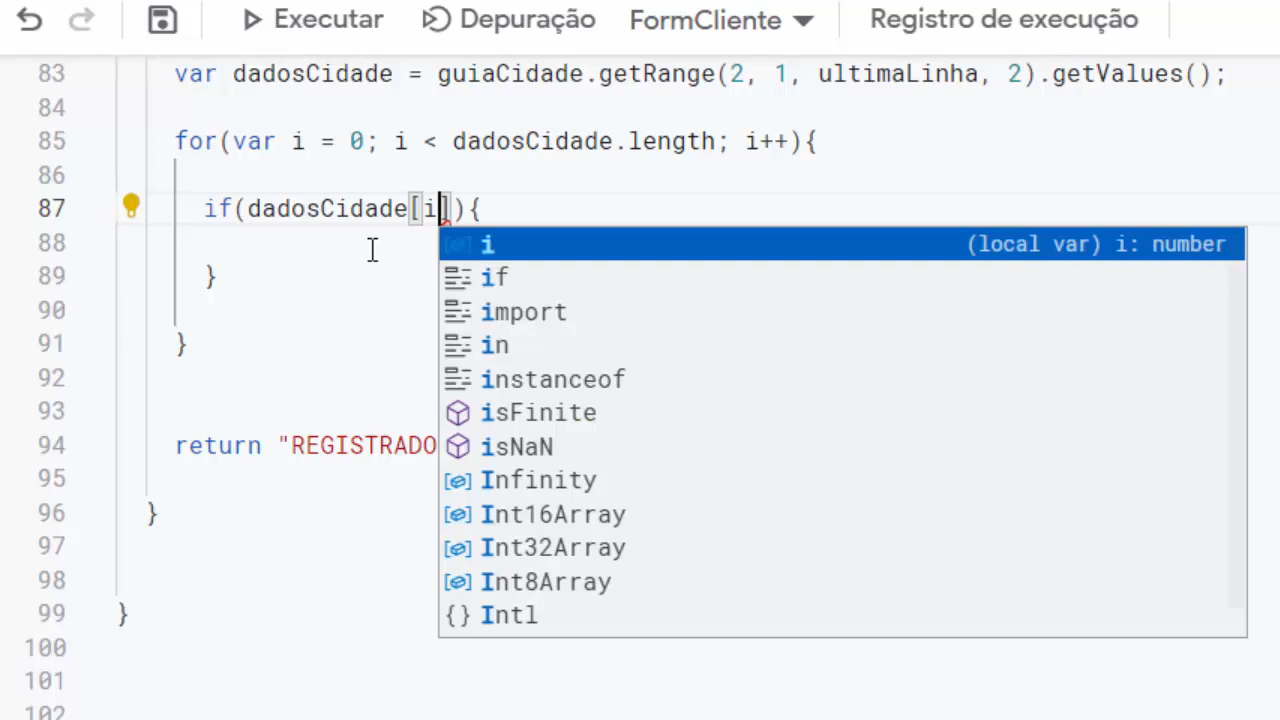 Executar Depuração FormCliente Registro de execução
83 var dadosCidade = guiaCidade.getRange(2, 1, ultimaLinha, 2).getValues();
84
85 for(var i = 0; i < dadosCidade.length; i++){
86
87 if(dadosCidade[i]){
88 i (local var) i: number
89 } if
90 import
91 } in
92 instanceof
93 isFinite
94 return "REGISTRADO isNaN
95 Infinity
96 } Int16Array
97 Int32Array
98 Int8Array
99 } Intl
100
101
102